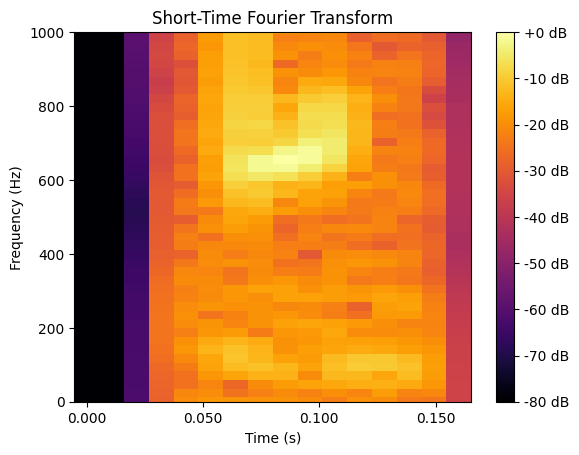 Short-Time Fourier Transform
Frequency (Hz)
1000
800
600
400
200
0
0.000
0.050
0.100
0.150
Time (s)
+0 dB
-10 dB
-20 dB
-30 dB
-40 dB
-50 dB
-60 dB
-70 dB
-80 dB